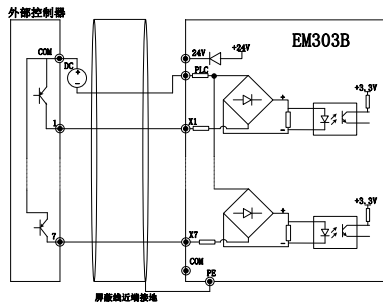 外部控制器
COM
DC
24V
+24V
EM303B
PLC
+3.3V
1
X1
+
-
+3.3V
7
X7
+
-
COM
PE
屏蔽线近端接地